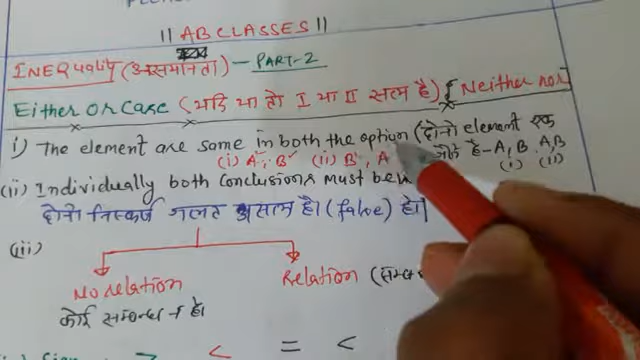 || AB CLASSES ||
INEQuality (असमानता) - PART-2
Either or case (यदि या तो I या II सत्य है) { Neither nor
i) The element are same in both the option (दोनो element एक
(i) A, B (ii) B, A जैसे है - A, B A, B
(i) (ii)
(ii) Individually both conclusions must be
दोनो निष्कर्ष गलत असत्य है। (false) हो।
(iii)
No relation Relation
कोई सम्बन्ध न हो
> < = <